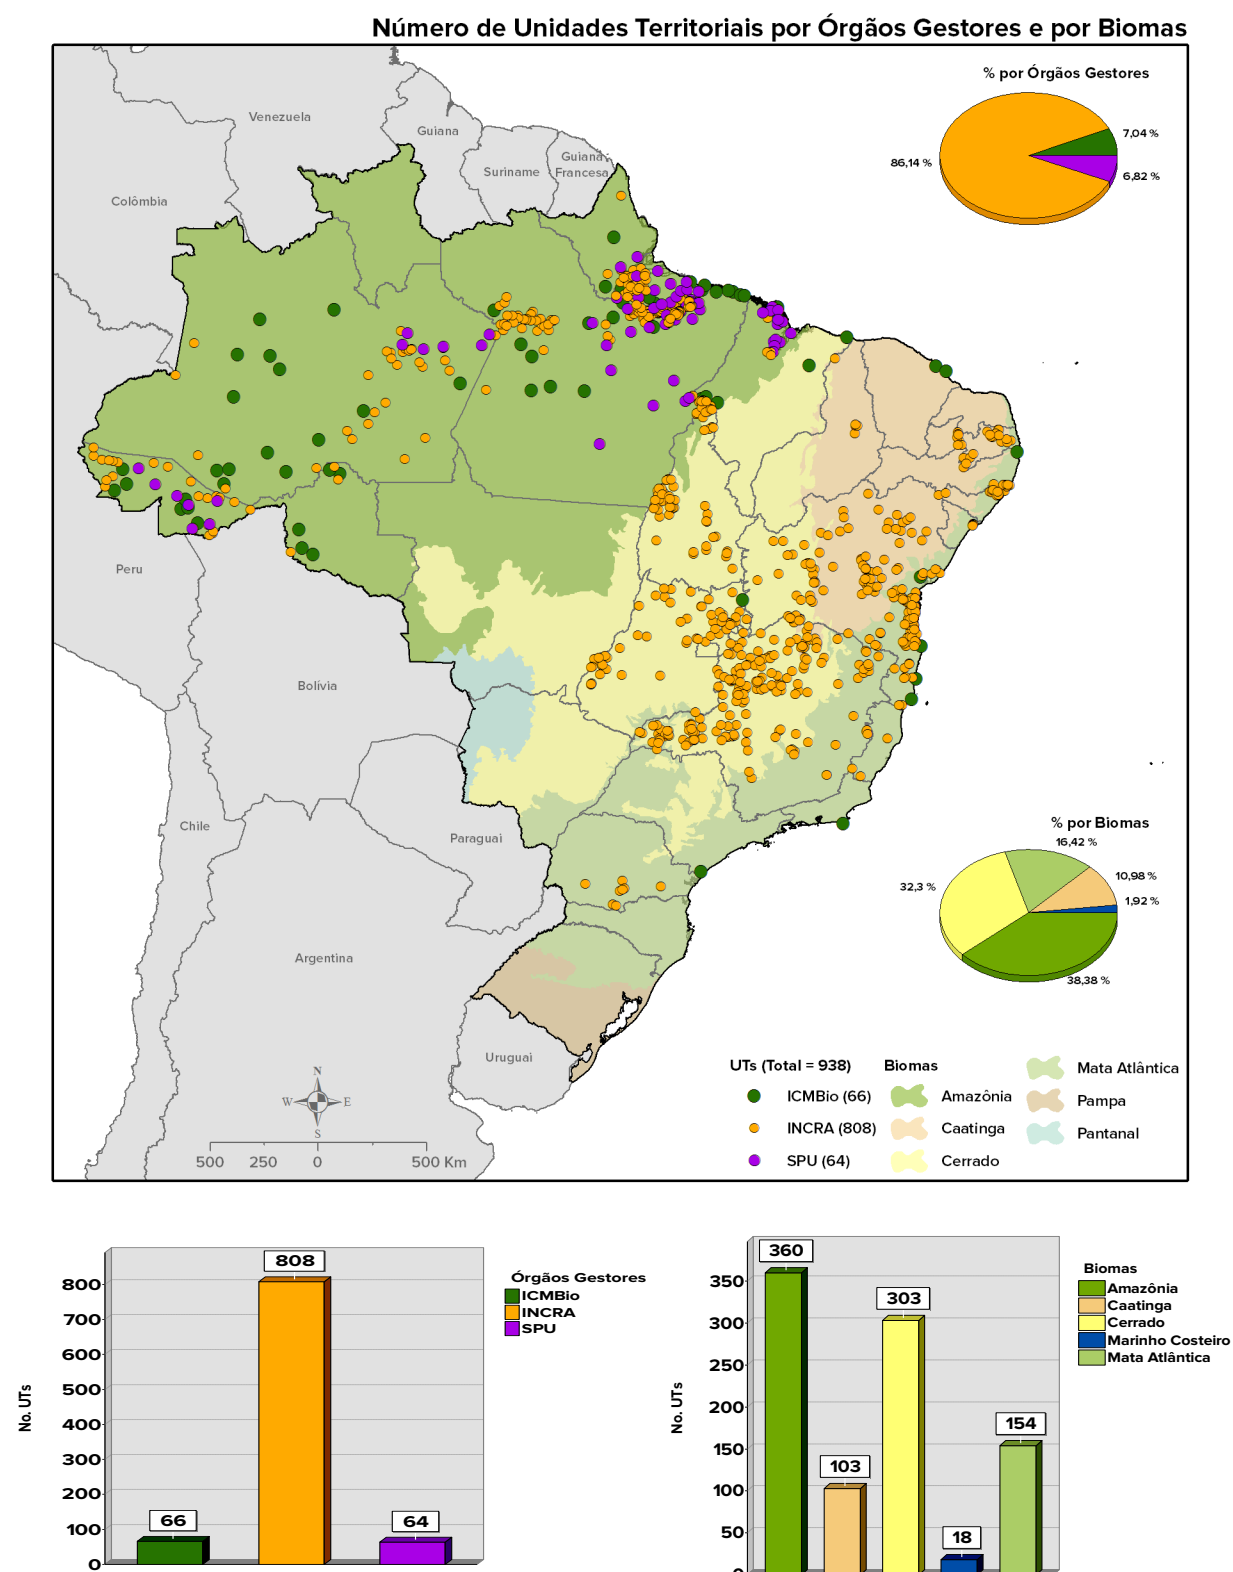 Número de Unidades Territoriais por Órgãos Gestores e por Biomas
% por Órgãos Gestores
7,04 %
86,14 %
6,82 %
Venezuela
Guiana
Suriname
Guiana
Francesa
Colômbia
Peru
Bolívia
Chile
Paraguai
Argentina
Uruguai
% por Biomas
16,42 %
10,98 %
32,3 %
1,92 %
38,38 %
N
W E
S
500 250 0 500 Km
UTs (Total = 938)
ICMBio (66)
INCRA (808)
SPU (64)
Biomas
Amazônia
Caatinga
Cerrado
Mata Atlântica
Pampa
Pantanal
No. UTs
800
700
600
500
400
300
200
100
0
66
808
64
Órgãos Gestores
ICMBio
INCRA
SPU
No. UTs
350
300
250
200
150
100
50
0
360
103
303
18
154
Biomas
Amazônia
Caatinga
Cerrado
Marinho Costeiro
Mata Atlântica